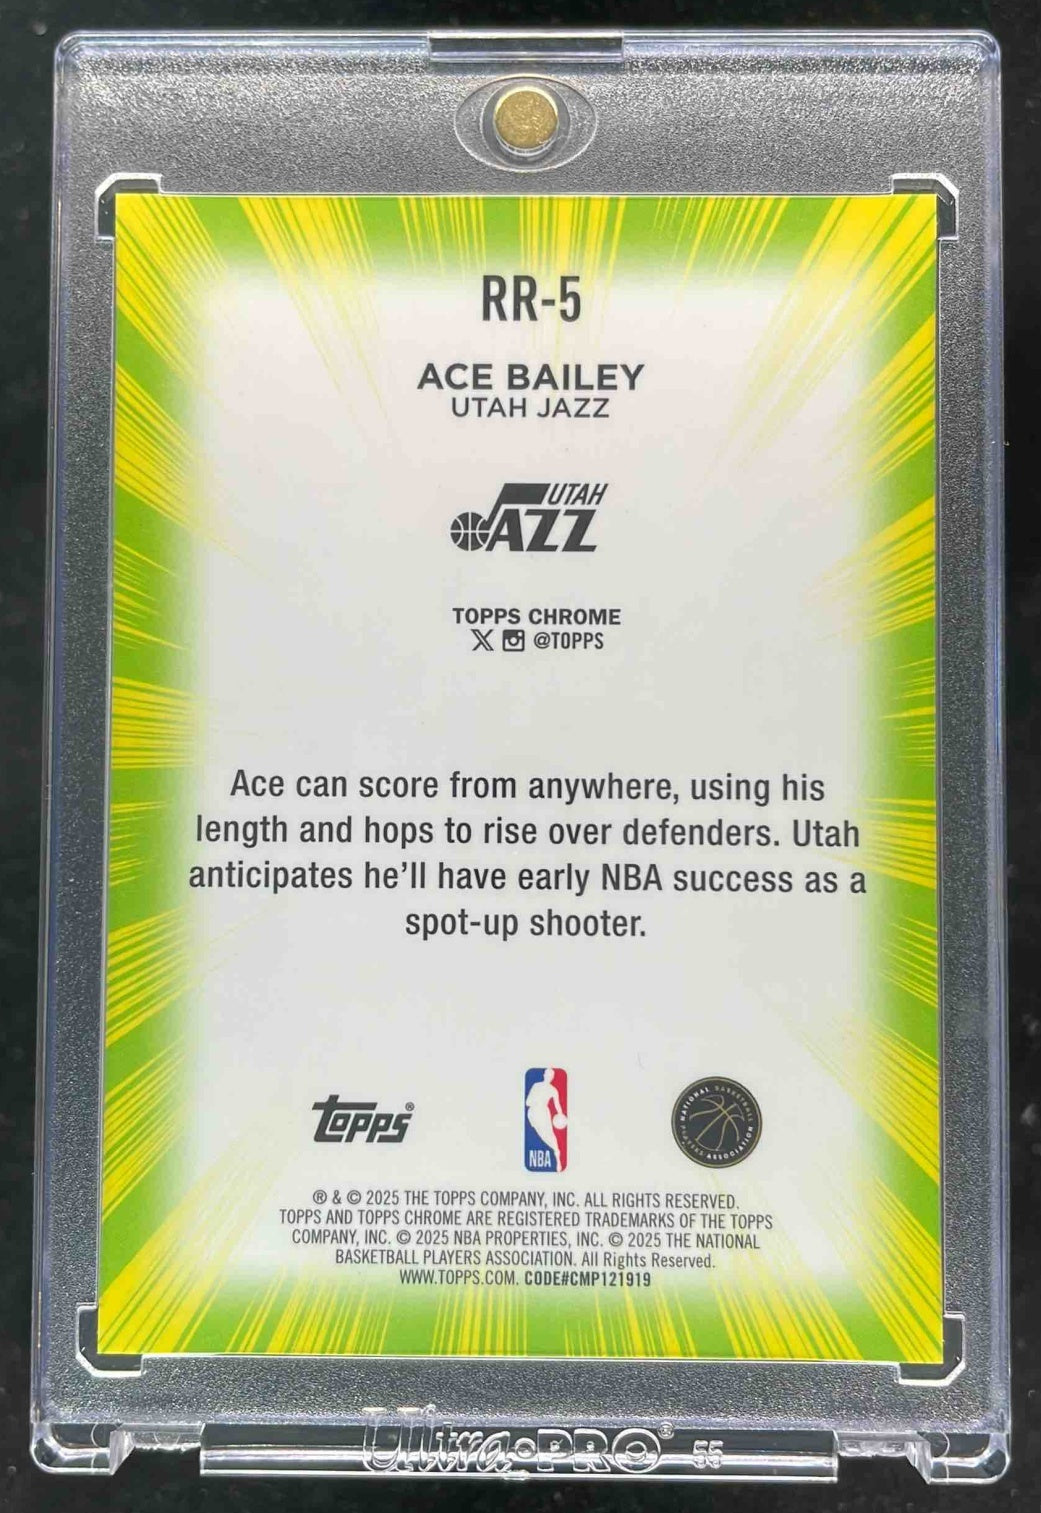 RR-5
ACE BAILEY
UTAH JAZZ
UTAH
JAZZ
TOPPS CHROME
X @TOPPS
Ace can score from anywhere, using his
length and hops to rise over defenders. Utah
anticipates he’ll have early NBA success as a
spot-up shooter.
topps®
NBA
NATIONAL BASKETBALL
PLAYERS ASSOCIATION
® & © 2025 THE TOPPS COMPANY, INC. ALL RIGHTS RESERVED.
TOPPS AND TOPPS CHROME ARE REGISTERED TRADEMARKS OF THE TOPPS
COMPANY, INC. © 2025 NBA PROPERTIES, INC. © 2025 THE NATIONAL
BASKETBALL PLAYERS ASSOCIATION. All Rights Reserved.
WWW.TOPPS.COM. CODE#CMP121919
Ultra•PRO® 55